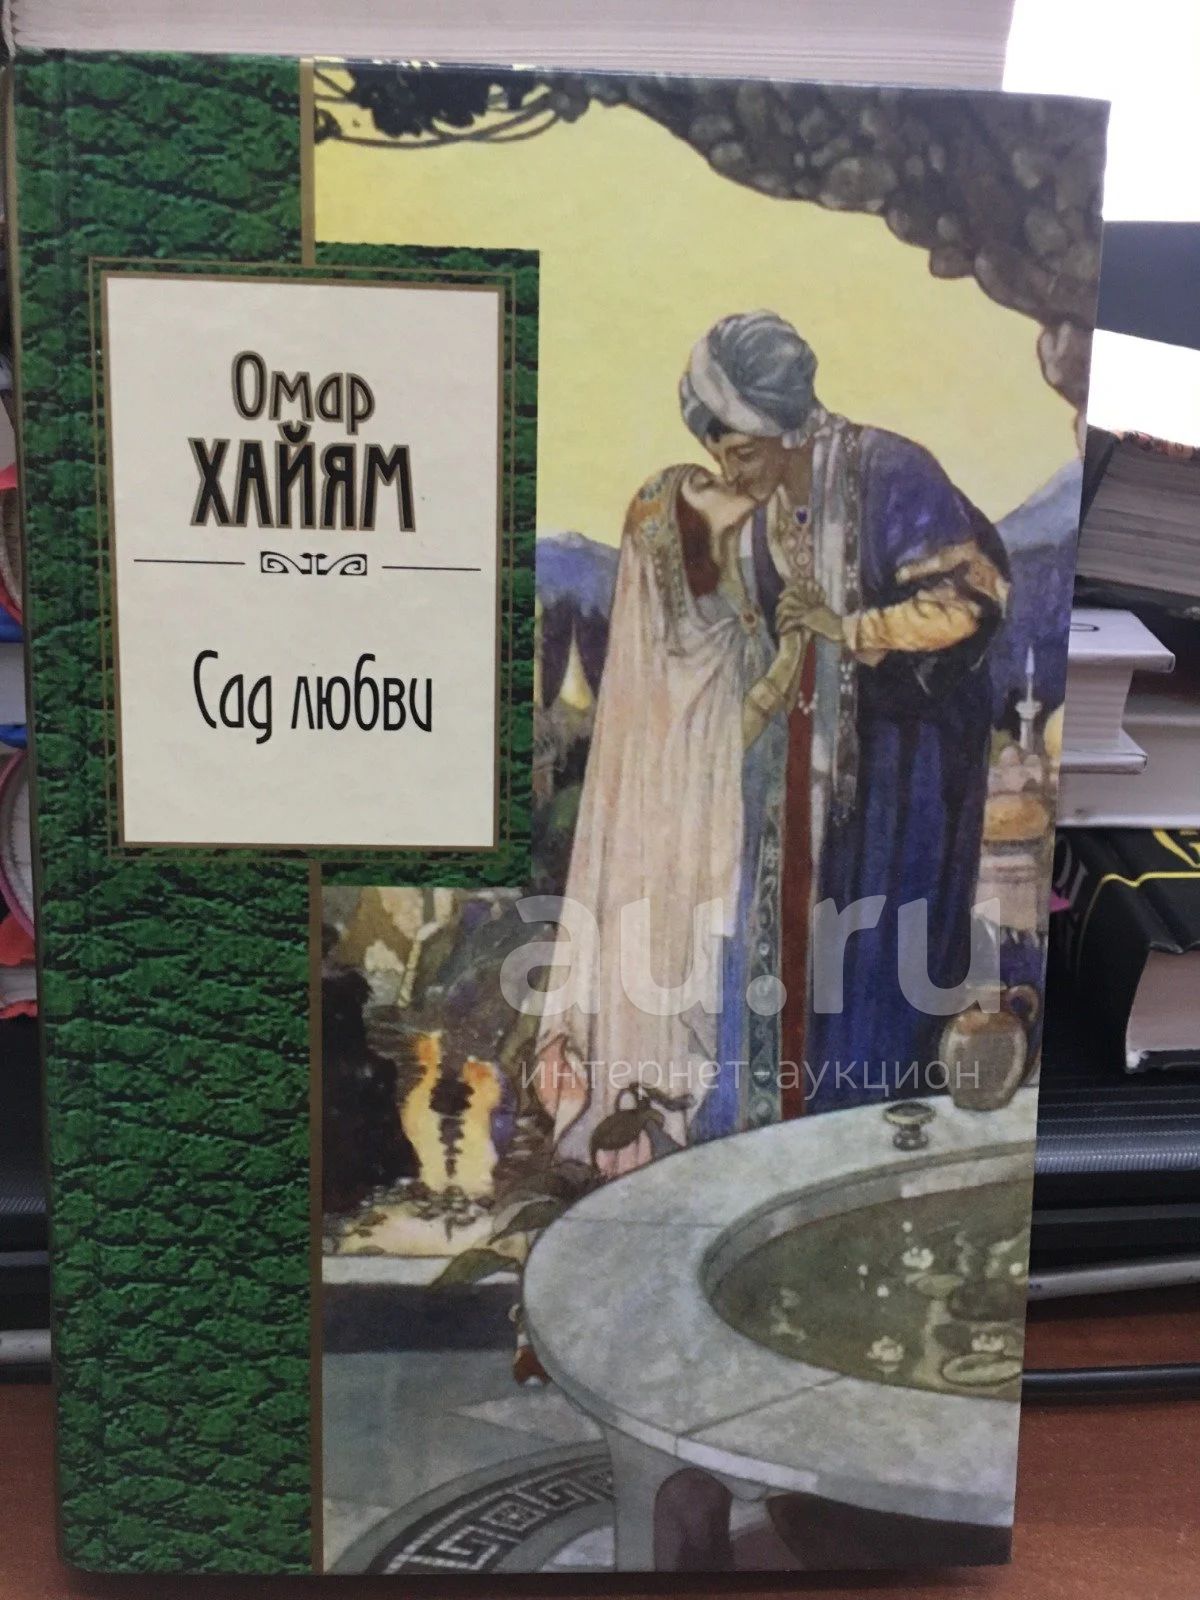 Омар
ХАЙЯМ
Сад любви
au.ru
интернет-аукцион